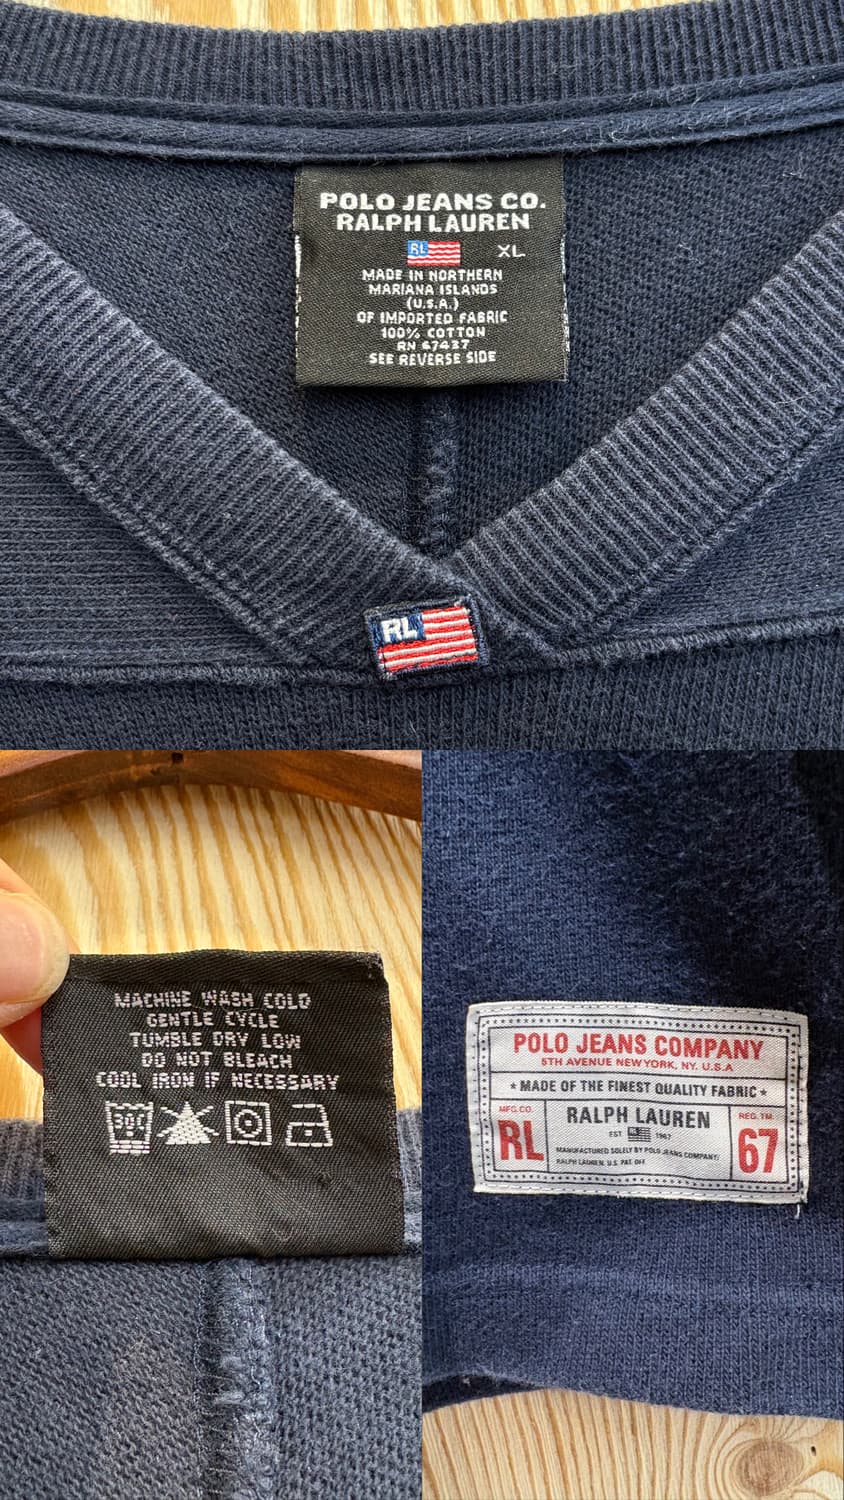 POLO JEANS CO.
RALPH LAUREN
RL XL
MADE IN NORTHERN
MARIANA ISLANDS
(U.S.A.)
OF IMPORTED FABRIC
100% COTTON
RN 67437
SEE REVERSE SIDE
RL
MACHINE WASH COLD
GENTLE CYCLE
TUMBLE DRY LOW
DO NOT BLEACH
COOL IRON IF NECESSARY
30C
POLO JEANS COMPANY
5TH AVENUE NEW YORK, NY. U.S.A
★ MADE OF THE FINEST QUALITY FABRIC ★
MFG.CO.
RL
RALPH LAUREN
EST. 1967
MANUFACTURED SOLELY BY POLO JEANS COMPANY/
RALPH LAUREN. U.S. PAT. OFF.
REG. TM.
67